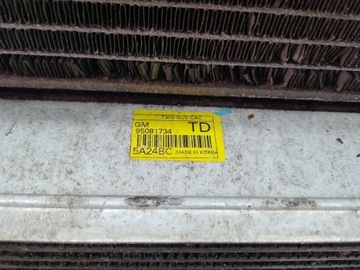 T300 SUV CAC
GM
TD
95081734
5A24BC
MADE IN KOREA